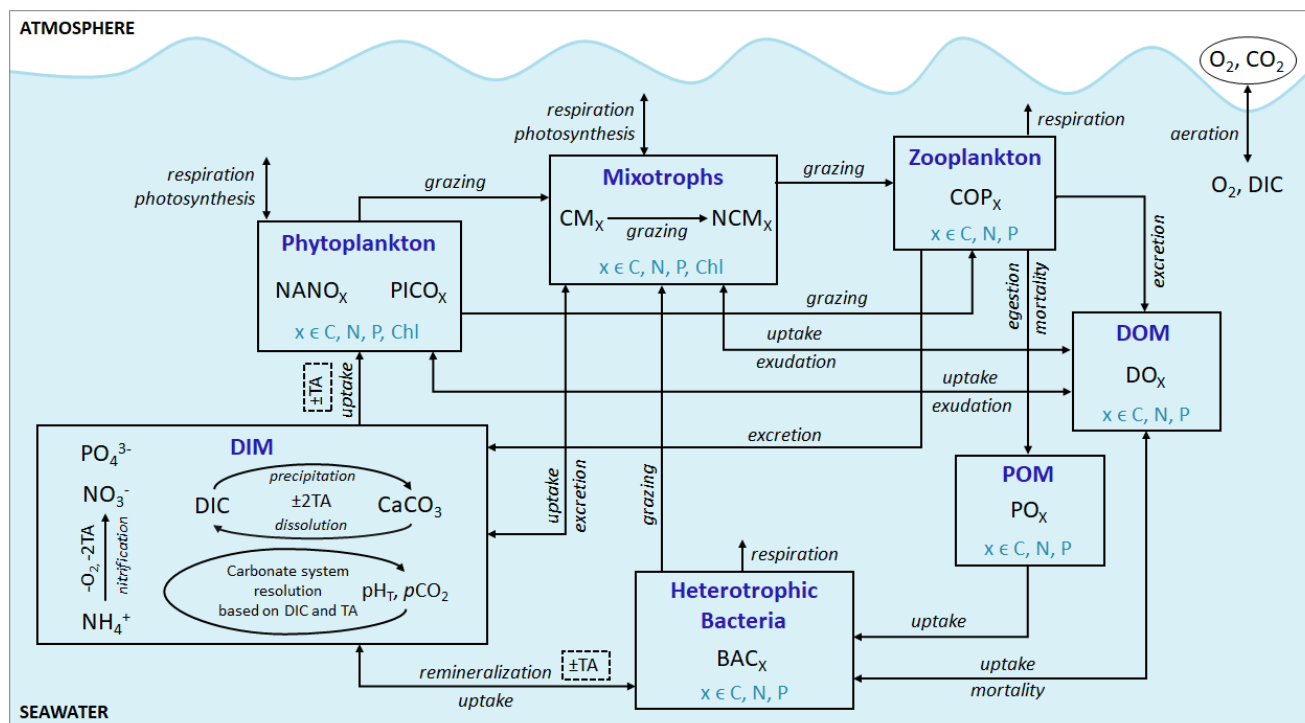 ATMOSPHERE
O₂, CO₂
respiration
photosynthesis
respiration
aeration
Zooplankton
respiration
photosynthesis
grazing
Mixotrophs
grazing
COPₓ
O₂, DIC
CMₓ
grazing
NCMₓ
x ϵ C, N, P
Phytoplankton
x ϵ C, N, P, Chl
excretion
NANOₓ
PICOₓ
grazing
egestion
mortality
x ϵ C, N, P, Chl
uptake
exudation
DOM
DOₓ
x ϵ C, N, P
±TA
uptake
uptake
exudation
DIM
excretion
PO₄³⁻
precipitation
NO₃⁻
DIC
±2TA
CaCO₃
dissolution
uptake
excretion
grazing
POM
POₓ
x ϵ C, N, P
-O₂, -2TA
nitrification
NH₄⁺
Carbonate system
resolution
based on DIC and TA
pH_T, pCO₂
respiration
Heterotrophic
Bacteria
BACₓ
x ϵ C, N, P
uptake
remineralization
±TA
uptake
uptake
mortality
SEAWATER